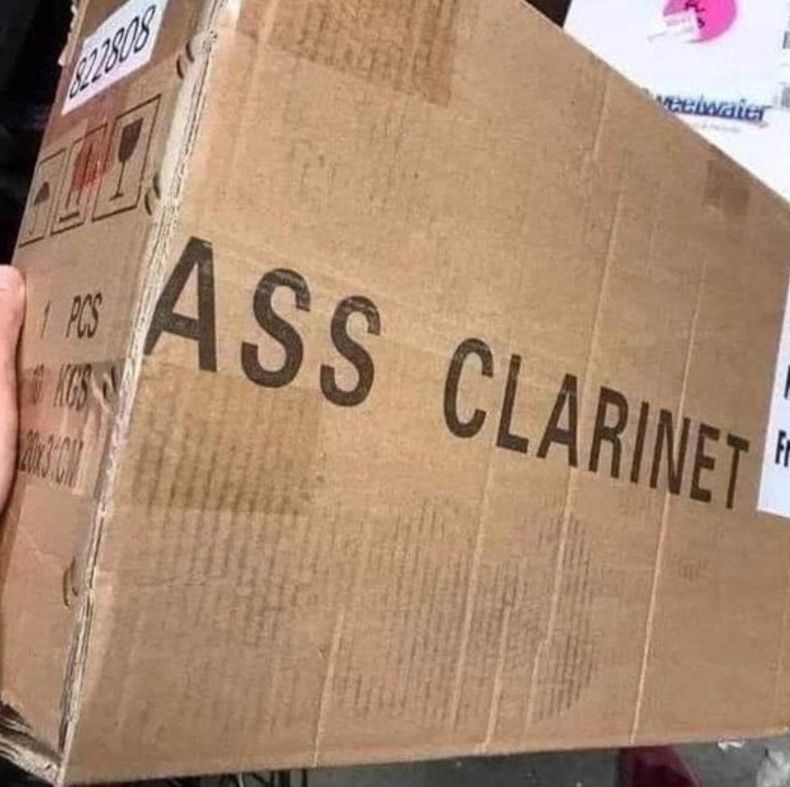 822808
1 PCS
KGS
ASS CLARINET